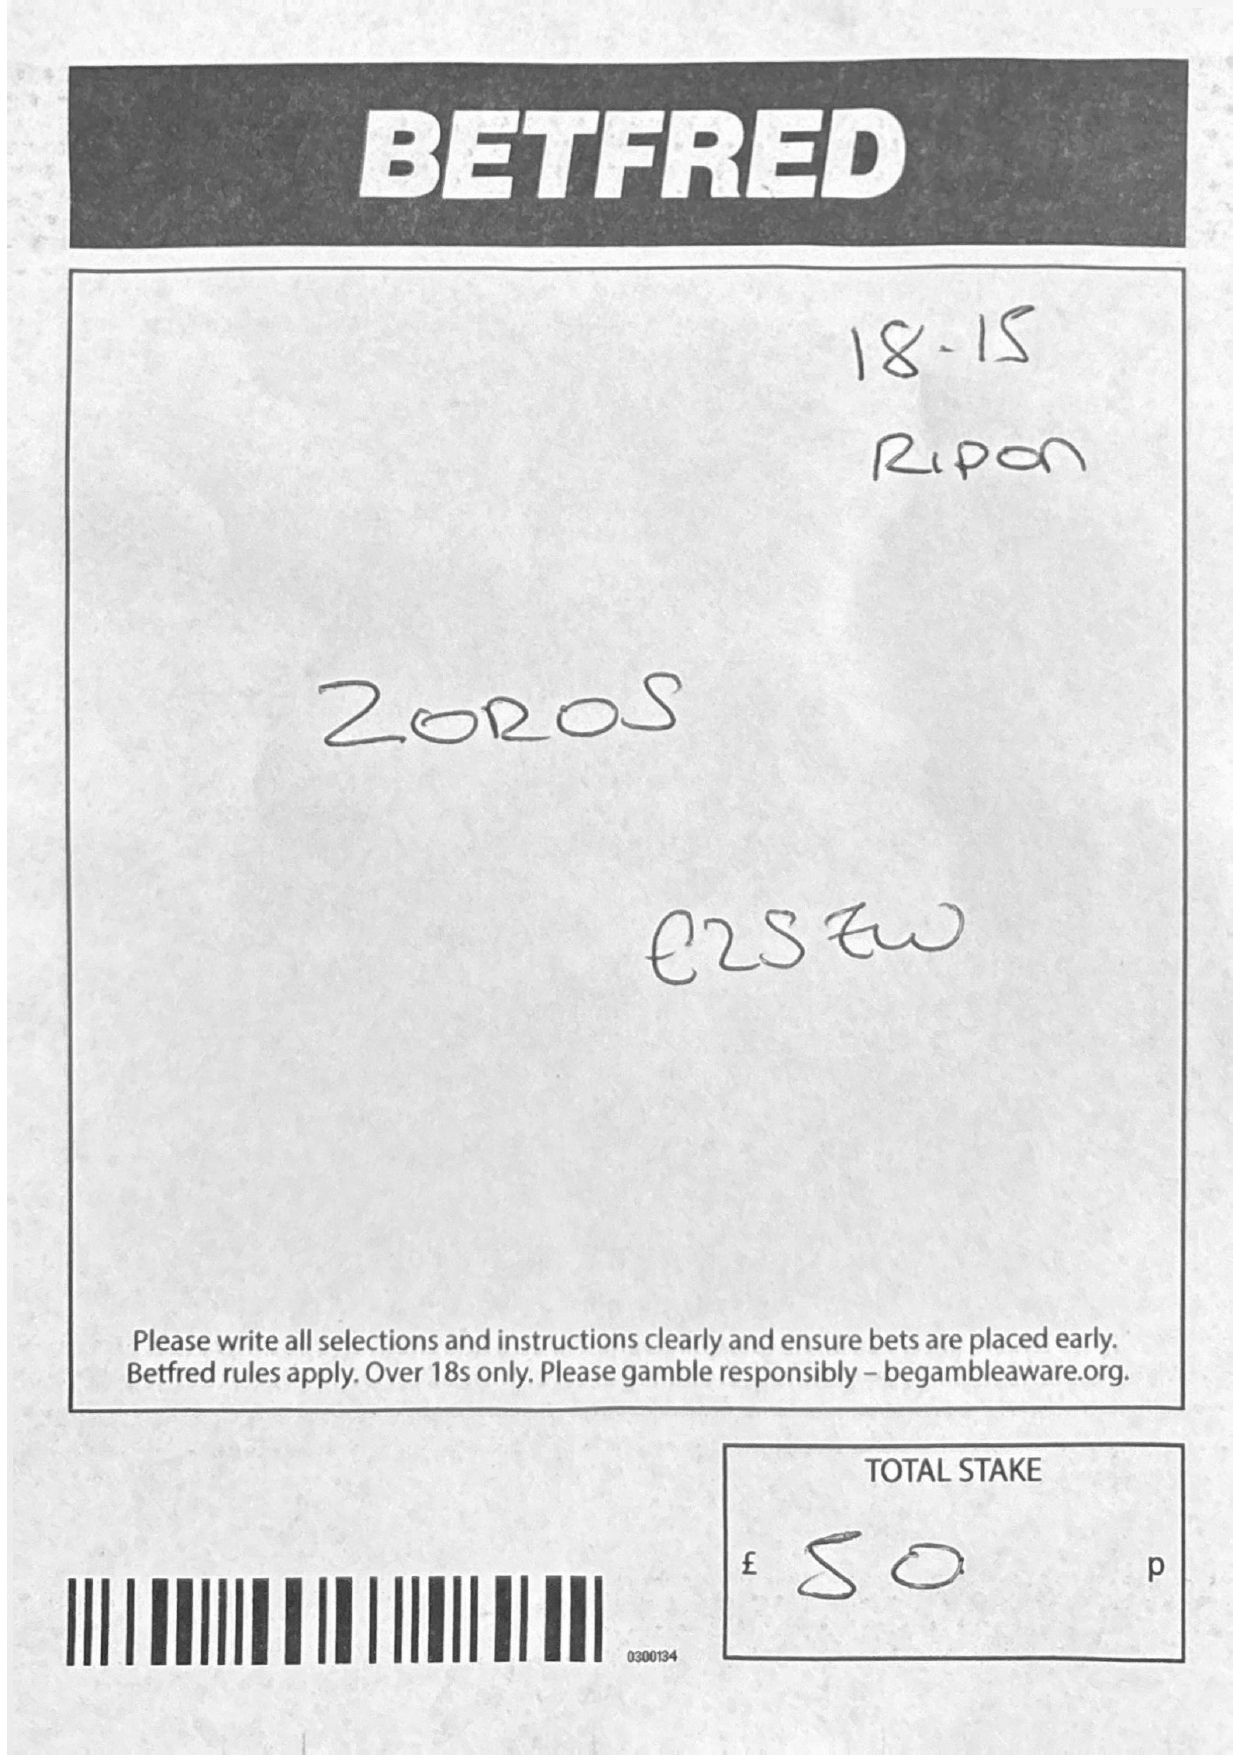 BETFRED
18-15
Ripon
ZOROS
£25 EW
Please write all selections and instructions clearly and ensure bets are placed early.
Betfred rules apply. Over 18s only. Please gamble responsibly – begambleaware.org.
TOTAL STAKE
£ 50 p
0300134